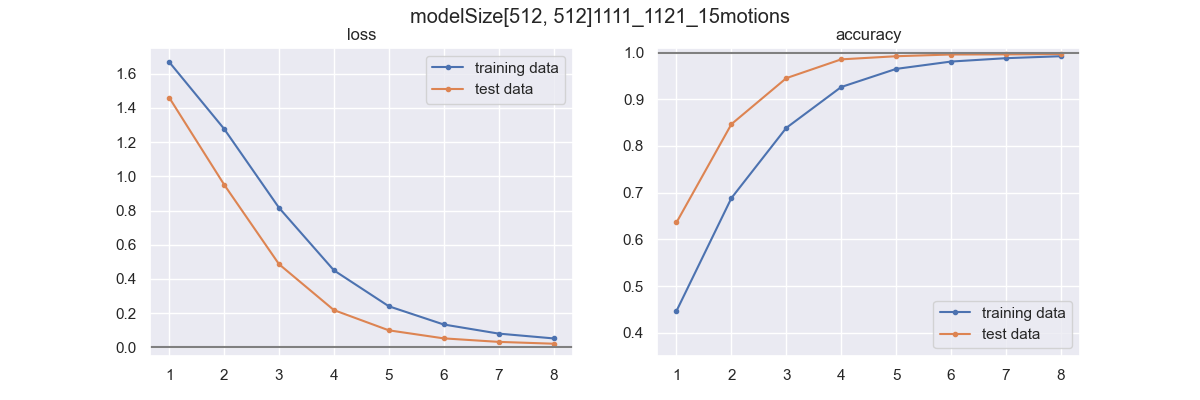 modelSize[512, 512]1111_1121_15motions
loss
training data
test data
1.6
1.4
1.2
1.0
0.8
0.6
0.4
0.2
0.0
1 2 3 4 5 6 7 8
accuracy
1.0
0.9
0.8
0.7
0.6
0.5
0.4
training data
test data
1 2 3 4 5 6 7 8